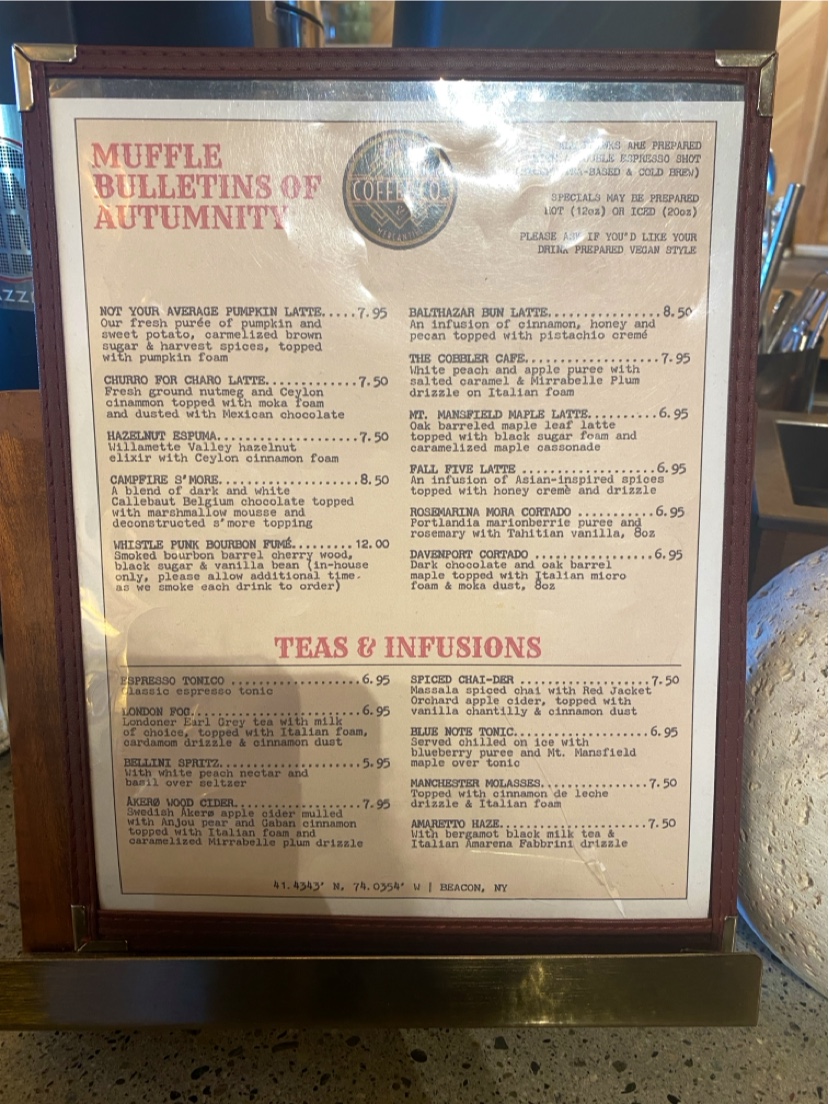 MUFFLE
BULLETINS OF
AUTUMNITY
COFFEE CO.
ARE PREPARED
ESPRESSO SHOT
-BASED & COLD BREW)
SPECIALS MAY BE PREPARED
HOT (12oz) OR ICED (20oz)
PLEASE ASK IF YOU'D LIKE YOUR
DRINK PREPARED VEGAN STYLE
NOT YOUR AVERAGE PUMPKIN LATTE.....7.95
Our fresh purée of pumpkin and
sweet potato, carmelized brown
sugar & harvest spices, topped
with pumpkin foam
CHURRO FOR CHARO LATTE.............7.50
Fresh ground nutmeg and Ceylon
cinammon topped with moka foam
and dusted with Mexican chocolate
HAZELNUT ESPUMA....................7.50
Willamette Valley hazelnut
elixir with Ceylon cinnamon foam
CAMPFIRE S'MORE....................8.50
A blend of dark and white
Callebaut Belgium chocolate topped
with marshmallow mousse and
deconstructed s'more topping
WHISTLE PUNK BOURBON FUMÉ.........12.00
Smoked bourbon barrel cherry wood,
black sugar & vanilla bean (in-house
only, please allow additional time.
as we smoke each drink to order)
BALTHAZAR BUN LATTE................8.50
An infusion of cinnamon, honey and
pecan topped with pistachio cremé
THE COBBLER CAFE...................7.95
White peach and apple puree with
salted caramel & Mirrabelle Plum
drizzle on Italian foam
MT. MANSFIELD MAPLE LATTE..........6.95
Oak barreled maple leaf latte
topped with black sugar foam and
caramelized maple cassonade
FALL FIVE LATTE ...................6.95
An infusion of Asian-inspired spices
topped with honey cremè and drizzle
ROSEMARINA MORA CORTADO ...........6.95
Portlandia marionberrie puree and
rosemary with Tahitian vanilla, 8oz
DAVENPORT CORTADO .................6.95
Dark chocolate and oak barrel
maple topped with Italian micro
foam & moka dust, 8oz
TEAS & INFUSIONS
ESPRESSO TONICO ...................6.95
Classic espresso tonic
LONDON FOG.........................6.95
Londoner Earl Grey tea with milk
of choice, topped with Italian foam,
cardamom drizzle & cinnamon dust
BELLINI SPRITZ.....................5.95
With white peach nectar and
basil over seltzer
ÅKERØ WOOD CIDER...................7.95
Swedish Åkerø apple cider mulled
with Anjou pear and Gaban cinnamon
topped with Italian foam and
caramelized Mirrabelle plum drizzle
SPICED CHAI-DER ...................7.50
Massala spiced chai with Red Jacket
Orchard apple cider, topped with
vanilla chantilly & cinnamon dust
BLUE NOTE TONIC....................6.95
Served chilled on ice with
blueberry puree and Mt. Mansfield
maple over tonic
MANCHESTER MOLASSES................7.50
Topped with cinnamon de leche
drizzle & Italian foam
AMARETTO HAZE......................7.50
With bergamot black milk tea &
Italian Amarena Fabbrini drizzle
41.4343° N, 74.0354° W | BEACON, NY